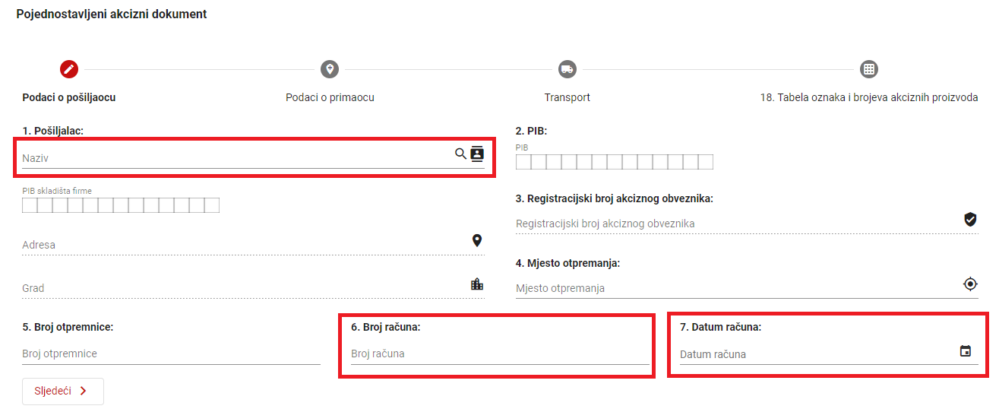 Pojednostavljeni akcizni dokument
Podaci o pošiljaocu
Podaci o primaocu
Transport
18. Tabela oznaka i brojeva akciznih proizvoda
1. Pošiljalac:
Naziv
PIB skladišta firme
Adresa
Grad
2. PIB:
PIB
3. Registracijski broj akciznog obveznika:
Registracijski broj akciznog obveznika
4. Mjesto otpremanja:
Mjesto otpremanja
5. Broj otpremnice:
Broj otpremnice
6. Broj računa:
Broj računa
7. Datum računa:
Datum računa
Sljedeći